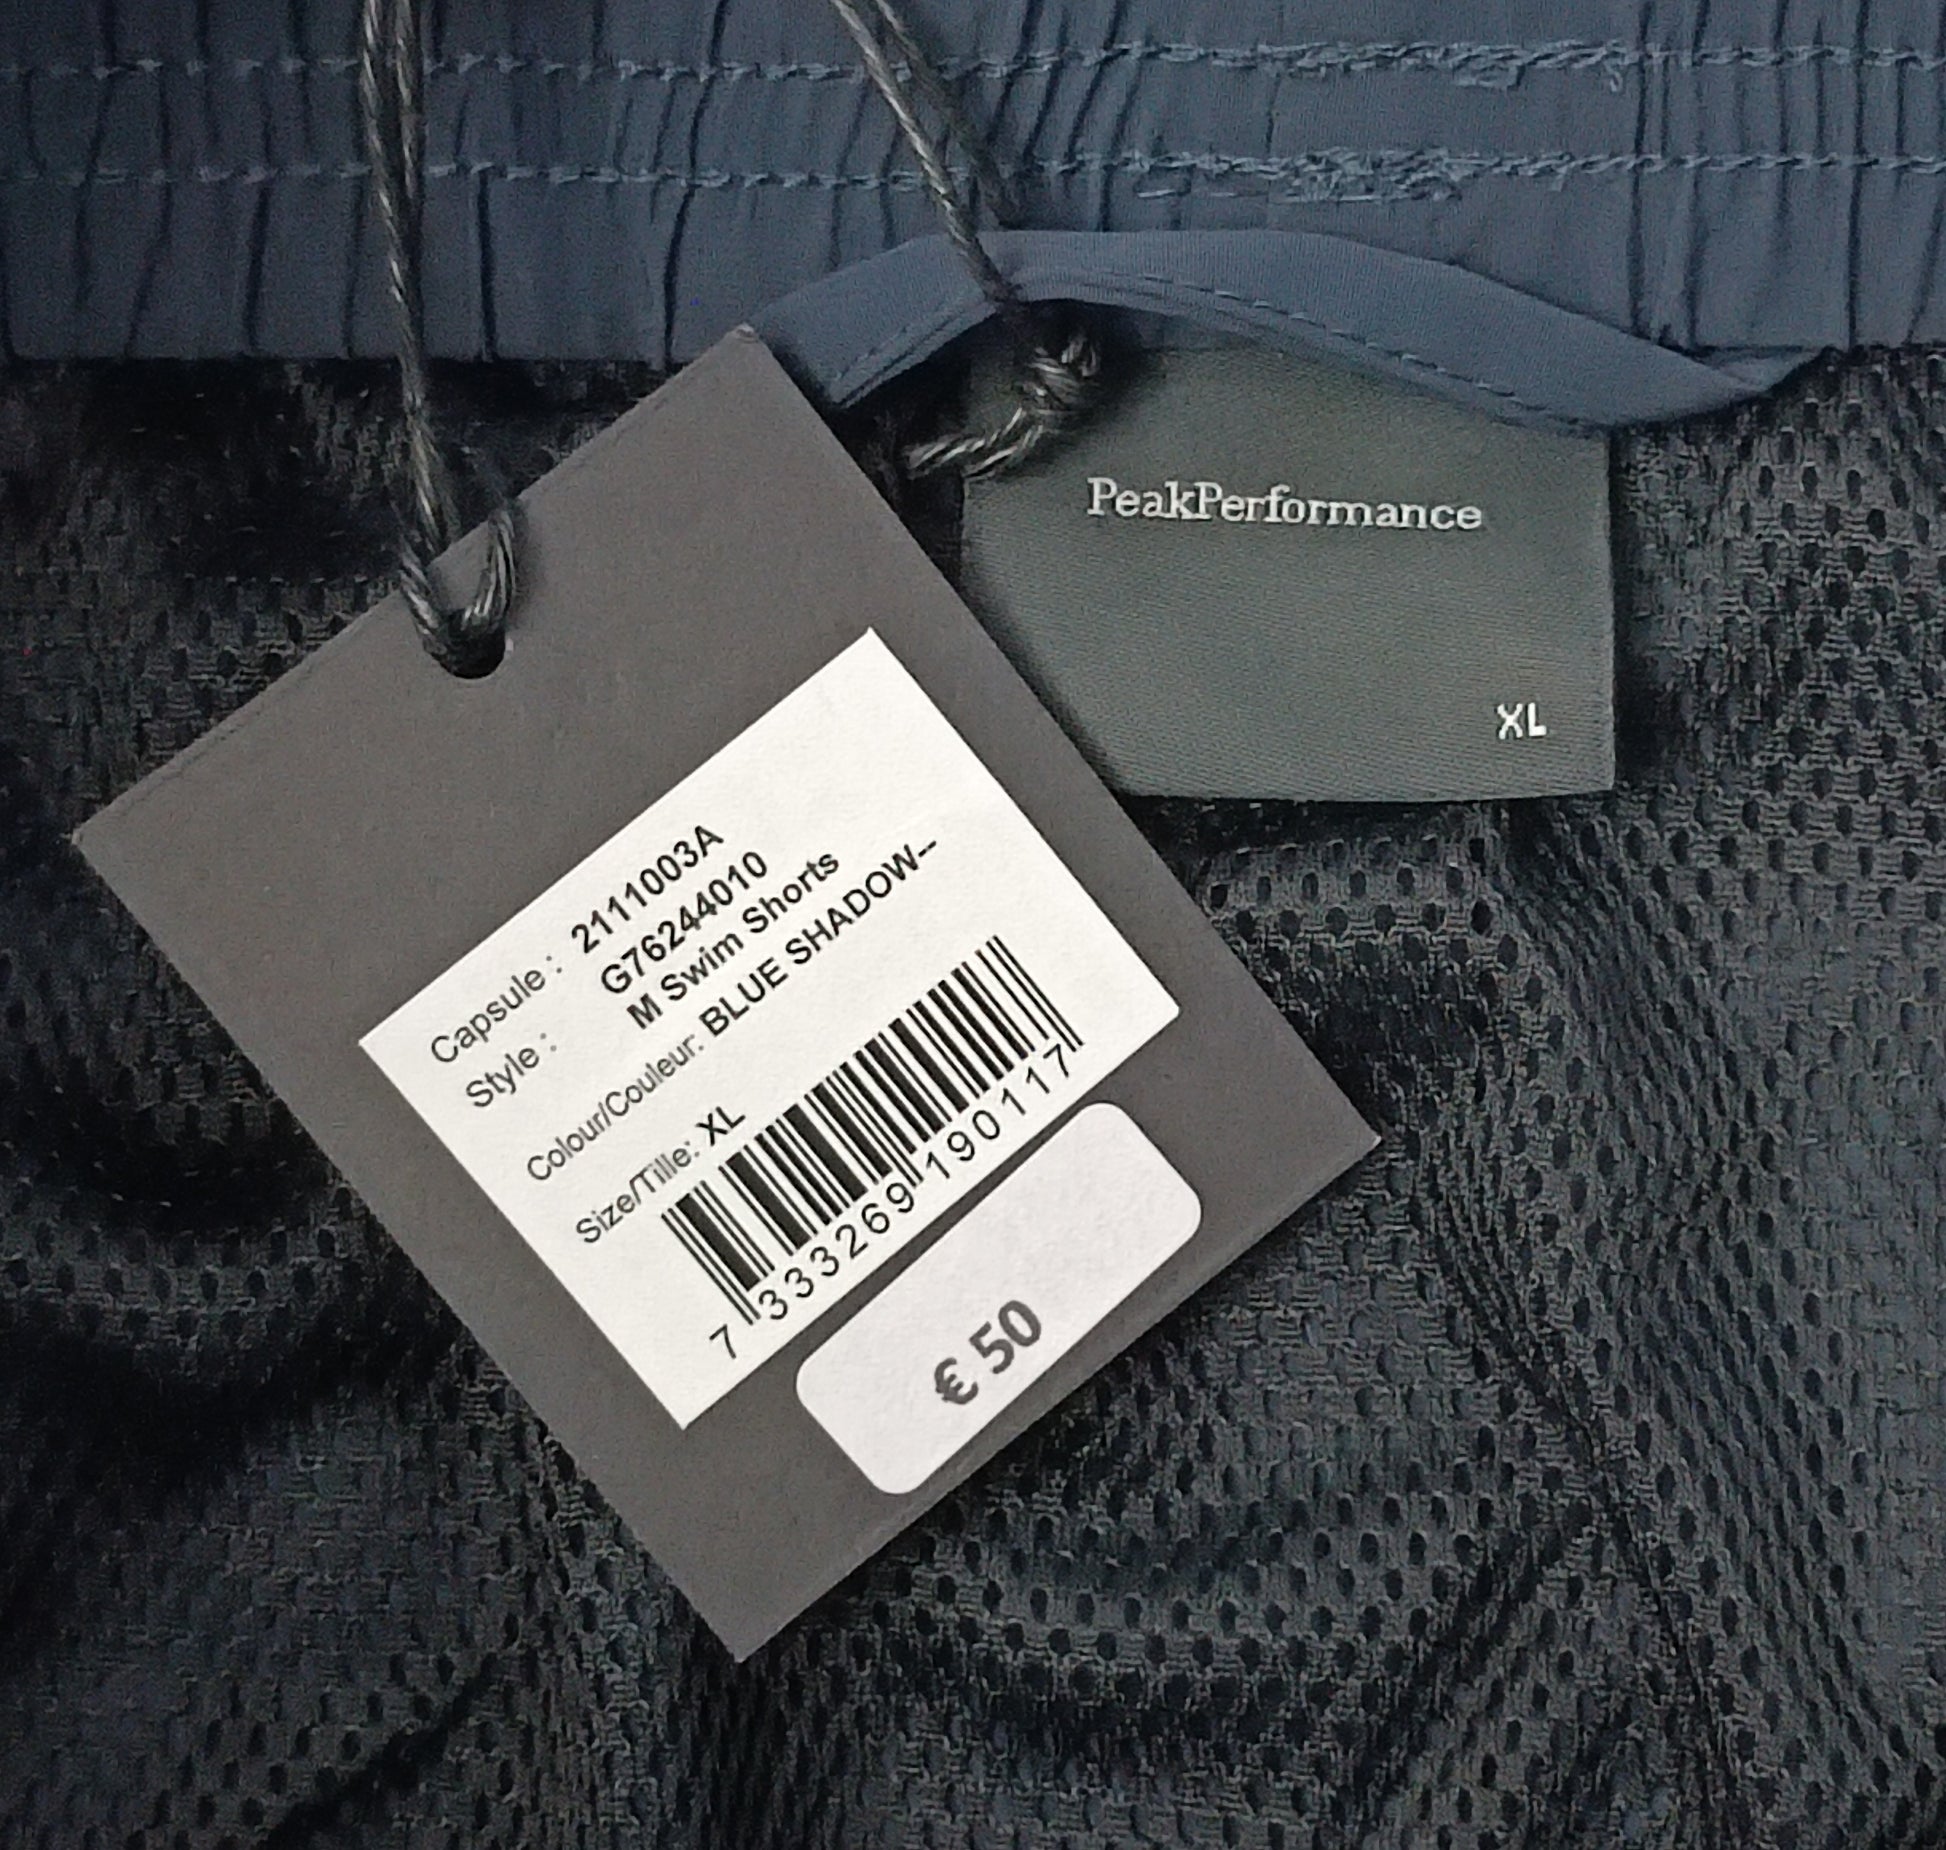 PeakPerformance
XL
Capsule : 2111003A
Style : G76244010
M Swim Shorts
Colour/Couleur: BLUE SHADOW--
Size/Tille: XL
7 333269 190117
€ 50